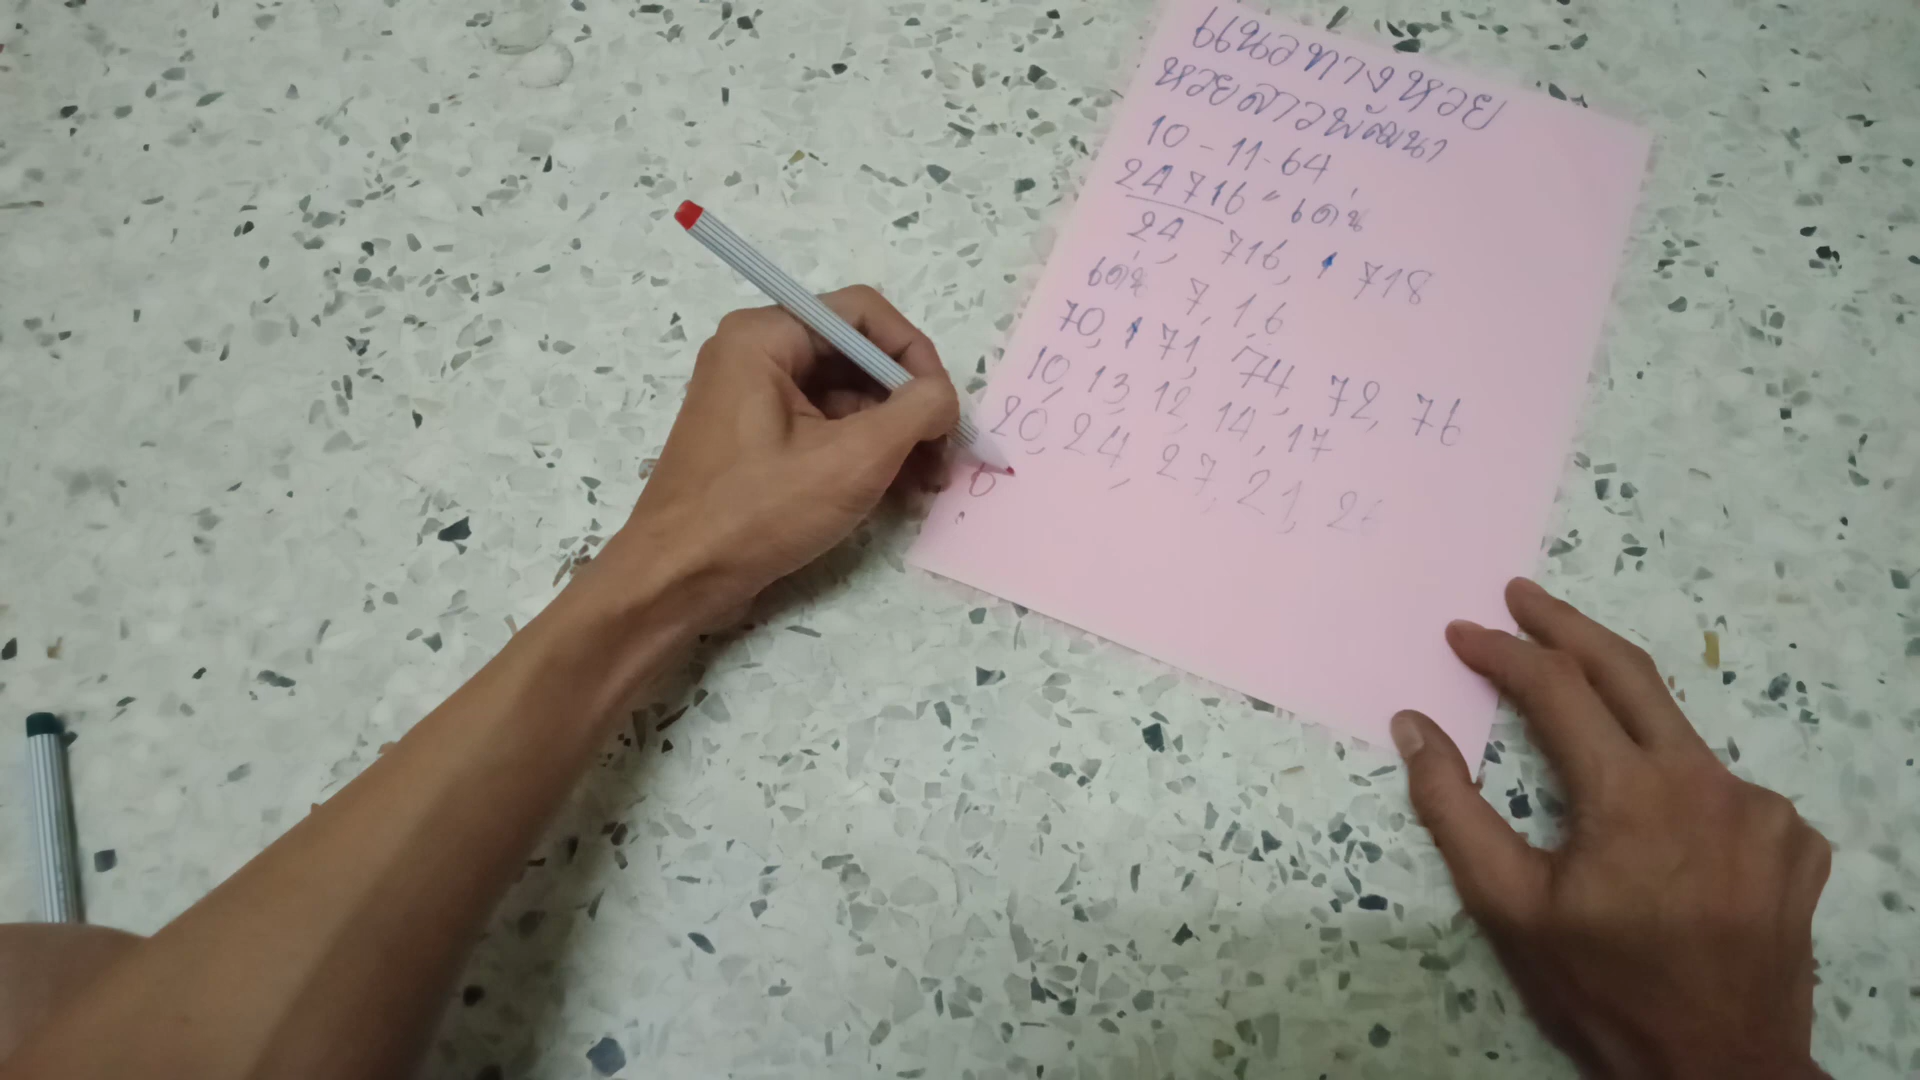 แนอทางหวย
หวยลาวพัฒนา
10-11-64
24716 " เด่น
24, 716, 718
เด่น 7, 1, 6
70, 71, 74, 72, 76
10, 13, 12, 14, 17
20, 24, 27, 21, 26